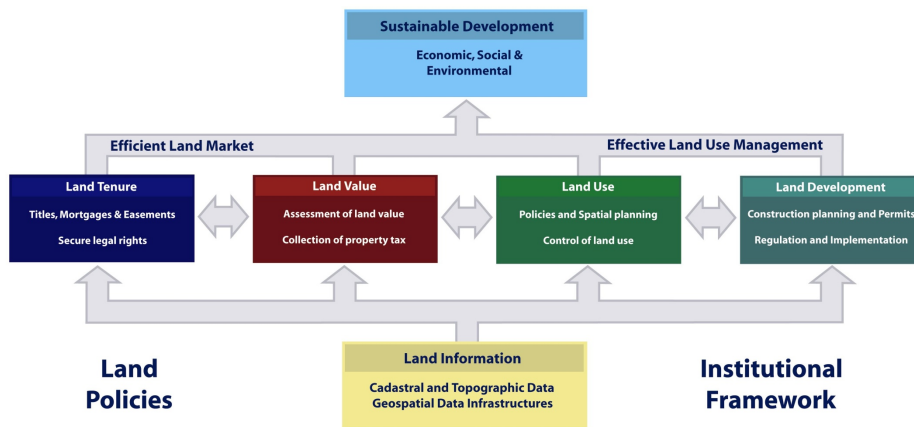 Sustainable Development
Economic, Social &
Environmental
Efficient Land Market
Effective Land Use Management
Land Tenure
Titles, Mortgages & Easements
Secure legal rights
Land Value
Assessment of land value
Collection of property tax
Land Use
Policies and Spatial planning
Control of land use
Land Development
Construction planning and Permits
Regulation and Implementation
Land
Policies
Land Information
Cadastral and Topographic Data
Geospatial Data Infrastructures
Institutional
Framework